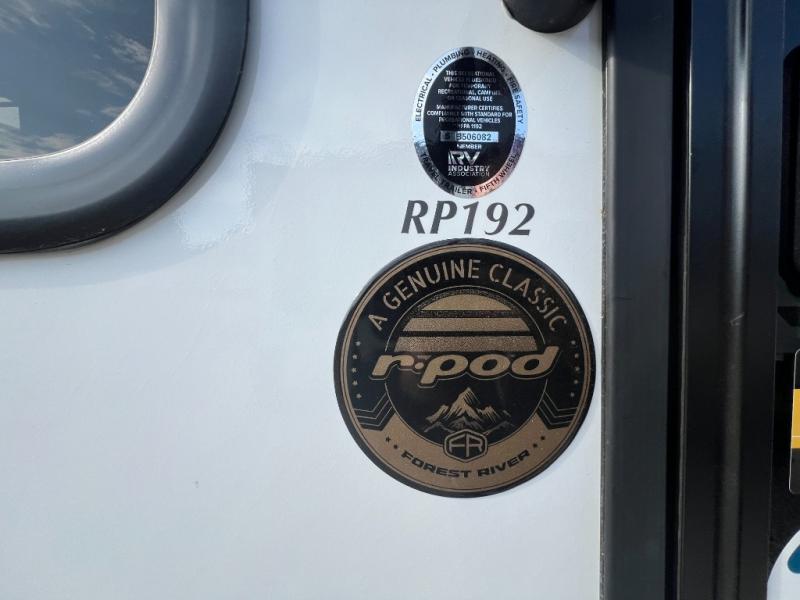 ELECTRICAL • PLUMBING • HEATING • FIRE SAFETY
THIS RECREATIONAL
VEHICLE IS DESIGNED
FOR TEMPORARY
RECREATIONAL, CAMPING,
OR SEASONAL USE
MANUFACTURER CERTIFIES
COMPLIANCE WITH STANDARD FOR
RECREATIONAL VEHICLES
NFPA 1192
B506082
MEMBER
RV
INDUSTRY
ASSOCIATION
TRAVEL TRAILER • FIFTH WHEEL
RP192
A GENUINE CLASSIC
r•pod
FR
FOREST RIVER